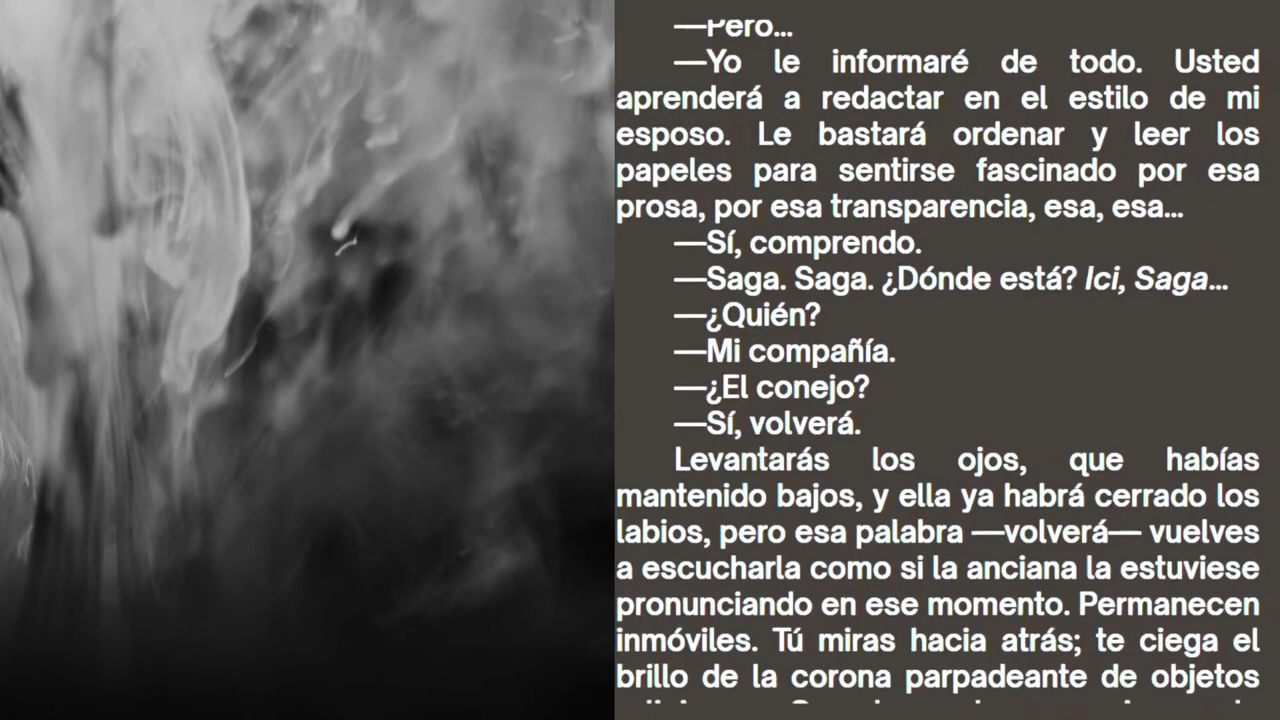 —Pero...
—Yo le informaré de todo. Usted
aprenderá a redactar en el estilo de mi
esposo. Le bastará ordenar y leer los
papeles para sentirse fascinado por esa
prosa, por esa transparencia, esa, esa...
—Sí, comprendo.
—Saga. Saga. ¿Dónde está? Ici, Saga...
—¿Quién?
—Mi compañía.
—¿El conejo?
—Sí, volverá.
Levantarás los ojos, que habías
mantenido bajos, y ella ya habrá cerrado los
labios, pero esa palabra —volverá— vuelves
a escucharla como si la anciana la estuviese
pronunciando en ese momento. Permanecen
inmóviles. Tú miras hacia atrás; te ciega el
brillo de la corona parpadeante de objetos